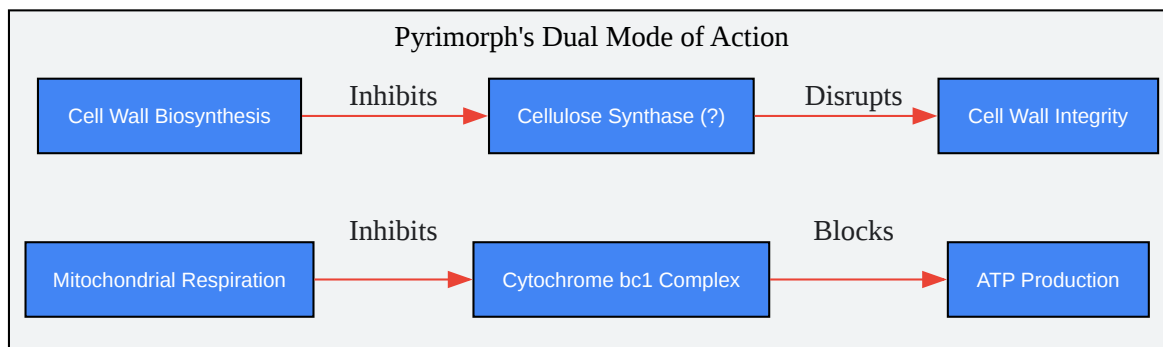 Pyrimorph's Dual Mode of Action
Inhibits
Disrupts
Cell Wall Biosynthesis
Cellulose Synthase (?)
Cell Wall Integrity
Inhibits
Blocks
Mitochondrial Respiration
Cytochrome bc1 Complex
ATP Production